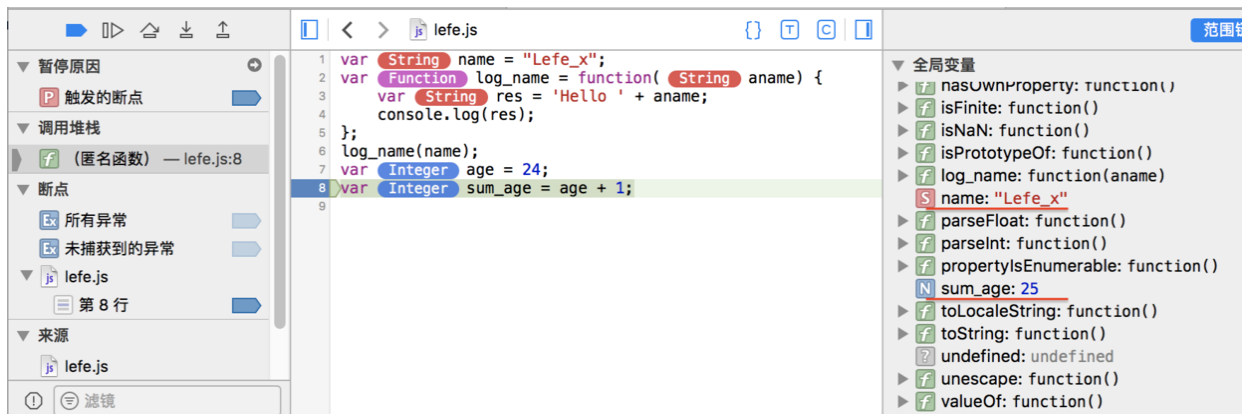 lefe.js
范围链
暂停原因
触发的断点
调用堆栈
(匿名函数) — lefe.js:8
断点
所有异常
未捕获到的异常
lefe.js
第 8 行
来源
lefe.js
滤镜
1 var String name = "Lefe_x";
2 var Function log_name = function( String aname) {
3 var String res = 'Hello ' + aname;
4 console.log(res);
5 };
6 log_name(name);
7 var Integer age = 24;
8 var Integer sum_age = age + 1;
9
全局变量
hasOwnProperty: function()
isFinite: function()
isNaN: function()
isPrototypeOf: function()
log_name: function(aname)
name: "Lefe_x"
parseFloat: function()
parseInt: function()
propertyIsEnumerable: function()
sum_age: 25
toLocaleString: function()
toString: function()
undefined: undefined
unescape: function()
valueOf: function()